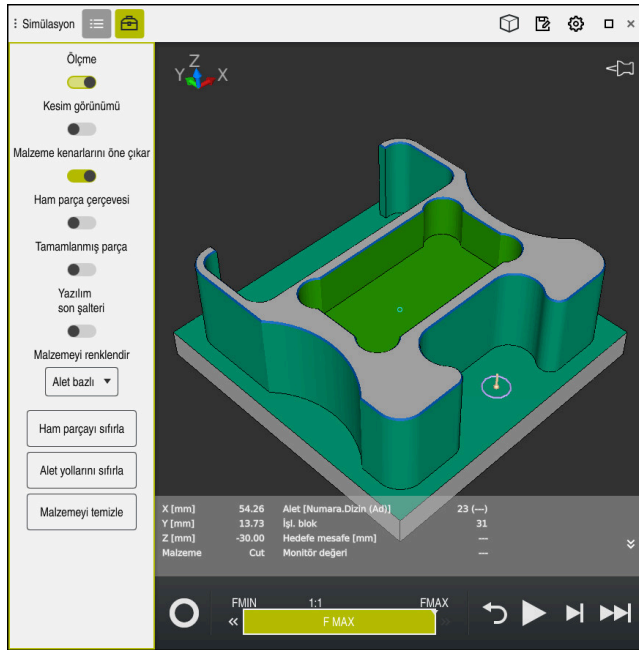 Simülasyon
Ölçme
Kesim görünümü
Malzeme kenarlarını öne çıkar
Ham parça çerçevesi
Tamamlanmış parça
Yazılım
son şalteri
Malzemeyi renklendir
Alet bazlı
Ham parçayı sıfırla
Alet yollarını sıfırla
Malzemeyi temizle
Z
Y X
X [mm] 54.26 Alet [Numara.Dizin (Ad)] 23 (---)
Y [mm] 13.73 İşl. blok 31
Z [mm] -30.00 Hedefe mesafe [mm] ---
Malzeme Cut Monitör değeri ---
FMIN 1:1 FMAX
F MAX